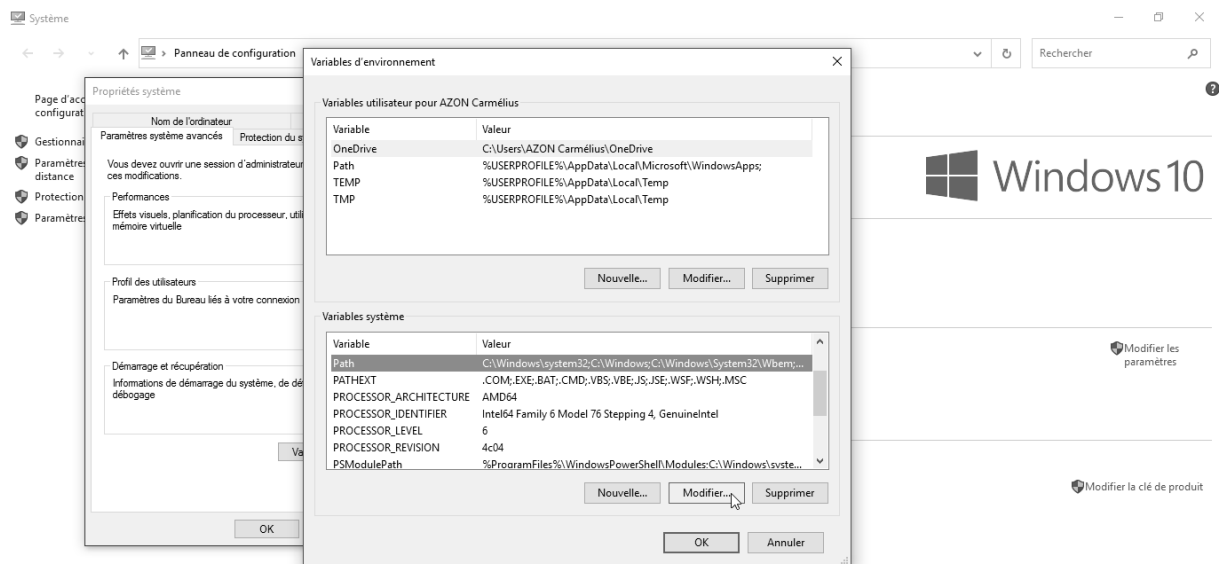 Système
Panneau de configuration
Rechercher
Page d'acc
configurat
Gestionnai
Paramètres
distance
Protection
Paramètres
Propriétés système
Nom de l'ordinateur
Paramètres système avancés
Protection du s
Vous devez ouvrir une session d'administrateur
ces modifications.
Performances
Effets visuels, planification du processeur, utili
mémoire virtuelle
Profil des utilisateurs
Paramètres du Bureau liés à votre connexion
Démarrage et récupération
Informations de démarrage du système, de dé
débogage
Va
OK
Variables d'environnement
Variables utilisateur pour AZON Carmélius
Variable Valeur
OneDrive C:\Users\AZON Carmélius\OneDrive
Path %USERPROFILE%\AppData\Local\Microsoft\WindowsApps;
TEMP %USERPROFILE%\AppData\Local\Temp
TMP %USERPROFILE%\AppData\Local\Temp
Nouvelle... Modifier... Supprimer
Variables système
Variable Valeur
Path C:\Windows\system32;C:\Windows;C:\Windows\System32\Wbem;...
PATHEXT .COM;.EXE;.BAT;.CMD;.VBS;.VBE;.JS;.JSE;.WSF;.WSH;.MSC
PROCESSOR_ARCHITECTURE AMD64
PROCESSOR_IDENTIFIER Intel64 Family 6 Model 76 Stepping 4, GenuineIntel
PROCESSOR_LEVEL 6
PROCESSOR_REVISION 4c04
PSModulePath %ProgramFiles%\WindowsPowerShell\Modules;C:\Windows\syste...
Nouvelle... Modifier... Supprimer
OK Annuler
Windows 10
Modifier les
paramètres
Modifier la clé de produit